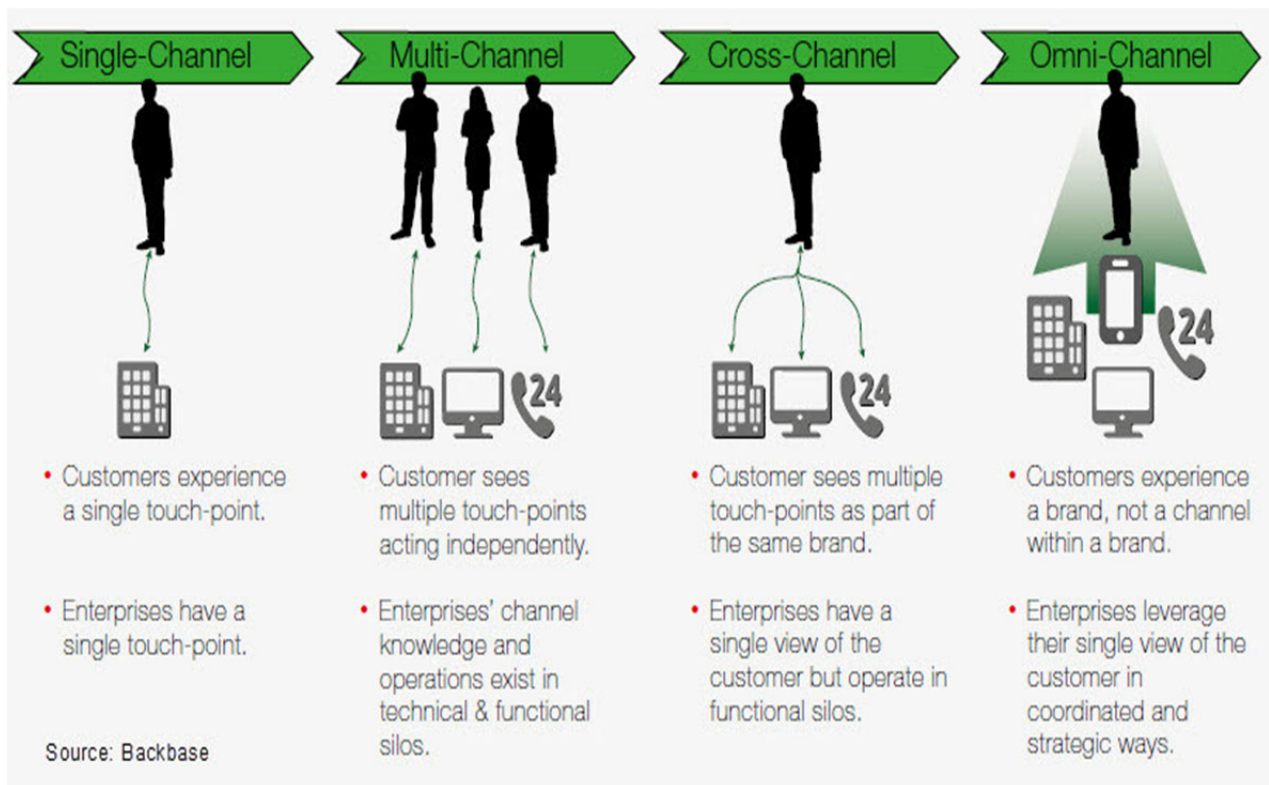 Single-Channel
Multi-Channel
Cross-Channel
Omni-Channel
24
24
24
• Customers experience
a single touch-point.
• Enterprises have a
single touch-point.
• Customer sees
multiple touch-points
acting independently.
• Enterprises’ channel
knowledge and
operations exist in
technical & functional
silos.
• Customer sees multiple
touch-points as part of
the same brand.
• Enterprises have a
single view of the
customer but operate in
functional silos.
• Customers experience
a brand, not a channel
within a brand.
• Enterprises leverage
their single view of the
customer in
coordinated and
strategic ways.
Source: Backbase